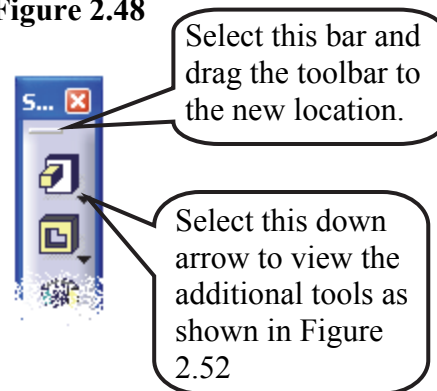 Figure 2.48
Select this bar and
drag the toolbar to
the new location.
S...
Select this down
arrow to view the
additional tools as
shown in Figure
2.52